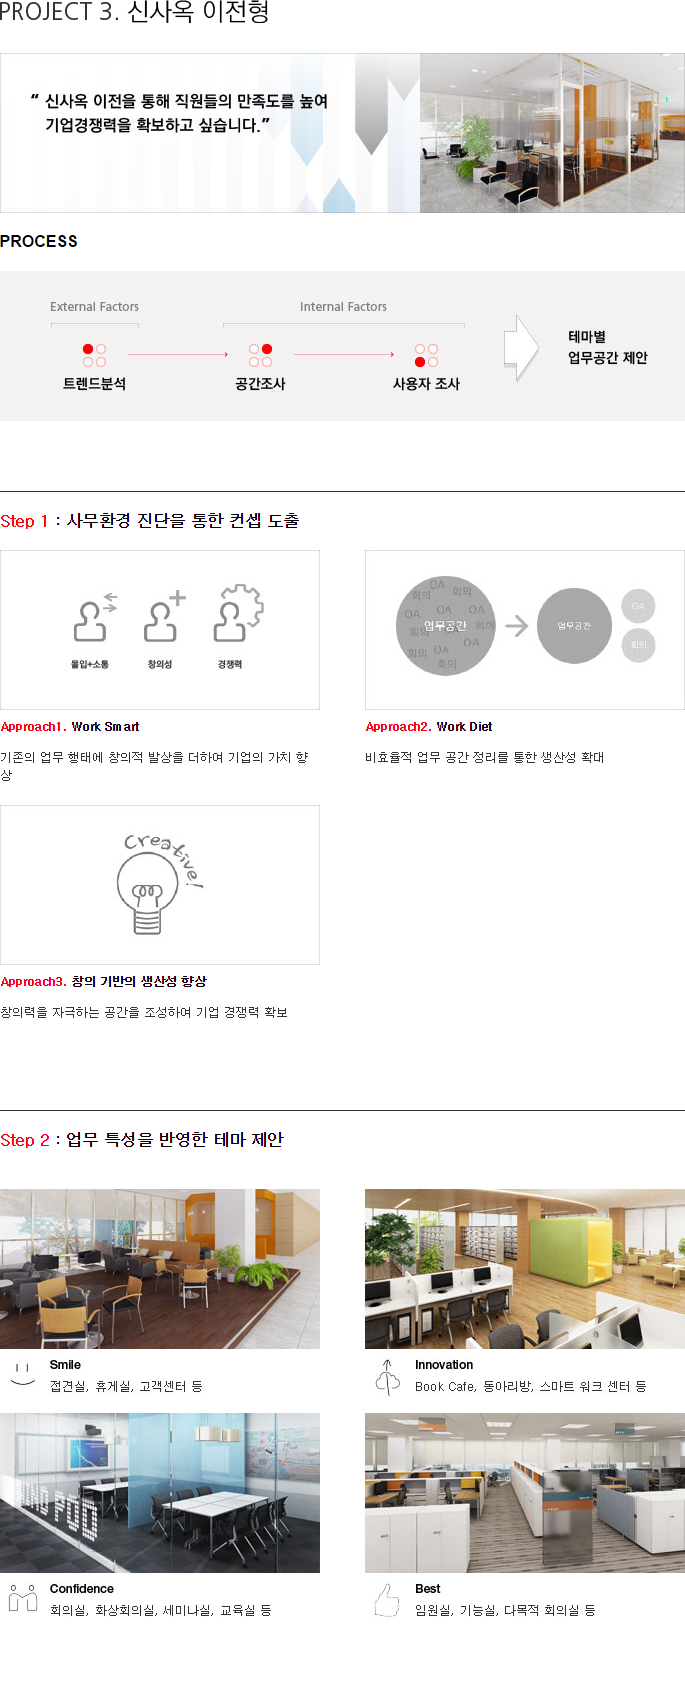 PROJECT 3. 신사옥 이전형
“ 신사옥 이전을 통해 직원들의 만족도를 높여
기업경쟁력을 확보하고 싶습니다.”
PROCESS
External Factors
Internal Factors
트렌드분석
공간조사
사용자 조사
테마별
업무공간 제안
Step 1 : 사무환경 진단을 통한 컨셉 도출
몰입+소통
창의성
경쟁력
OA
회의
OA
OA
OA
업무공간
회의
회의
회의
OA
OA
회의
업무공간
OA
회의
Approach1. Work Smart
기존의 업무 행태에 창의적 발상을 더하여 기업의 가치 향
상
Approach2. Work Diet
비효율적 업무 공간 정리를 통한 생산성 확대
Creative!
Approach3. 창의 기반의 생산성 향상
창의력을 자극하는 공간을 조성하여 기업 경쟁력 확보
Step 2 : 업무 특성을 반영한 테마 제안
Smile
접견실, 휴게실, 고객센터 등
Innovation
Book Cafe, 동아리방, 스마트 워크 센터 등
Confidence
회의실, 화상회의실, 세미나실, 교육실 등
Best
임원실, 기능실, 다목적 회의실 등